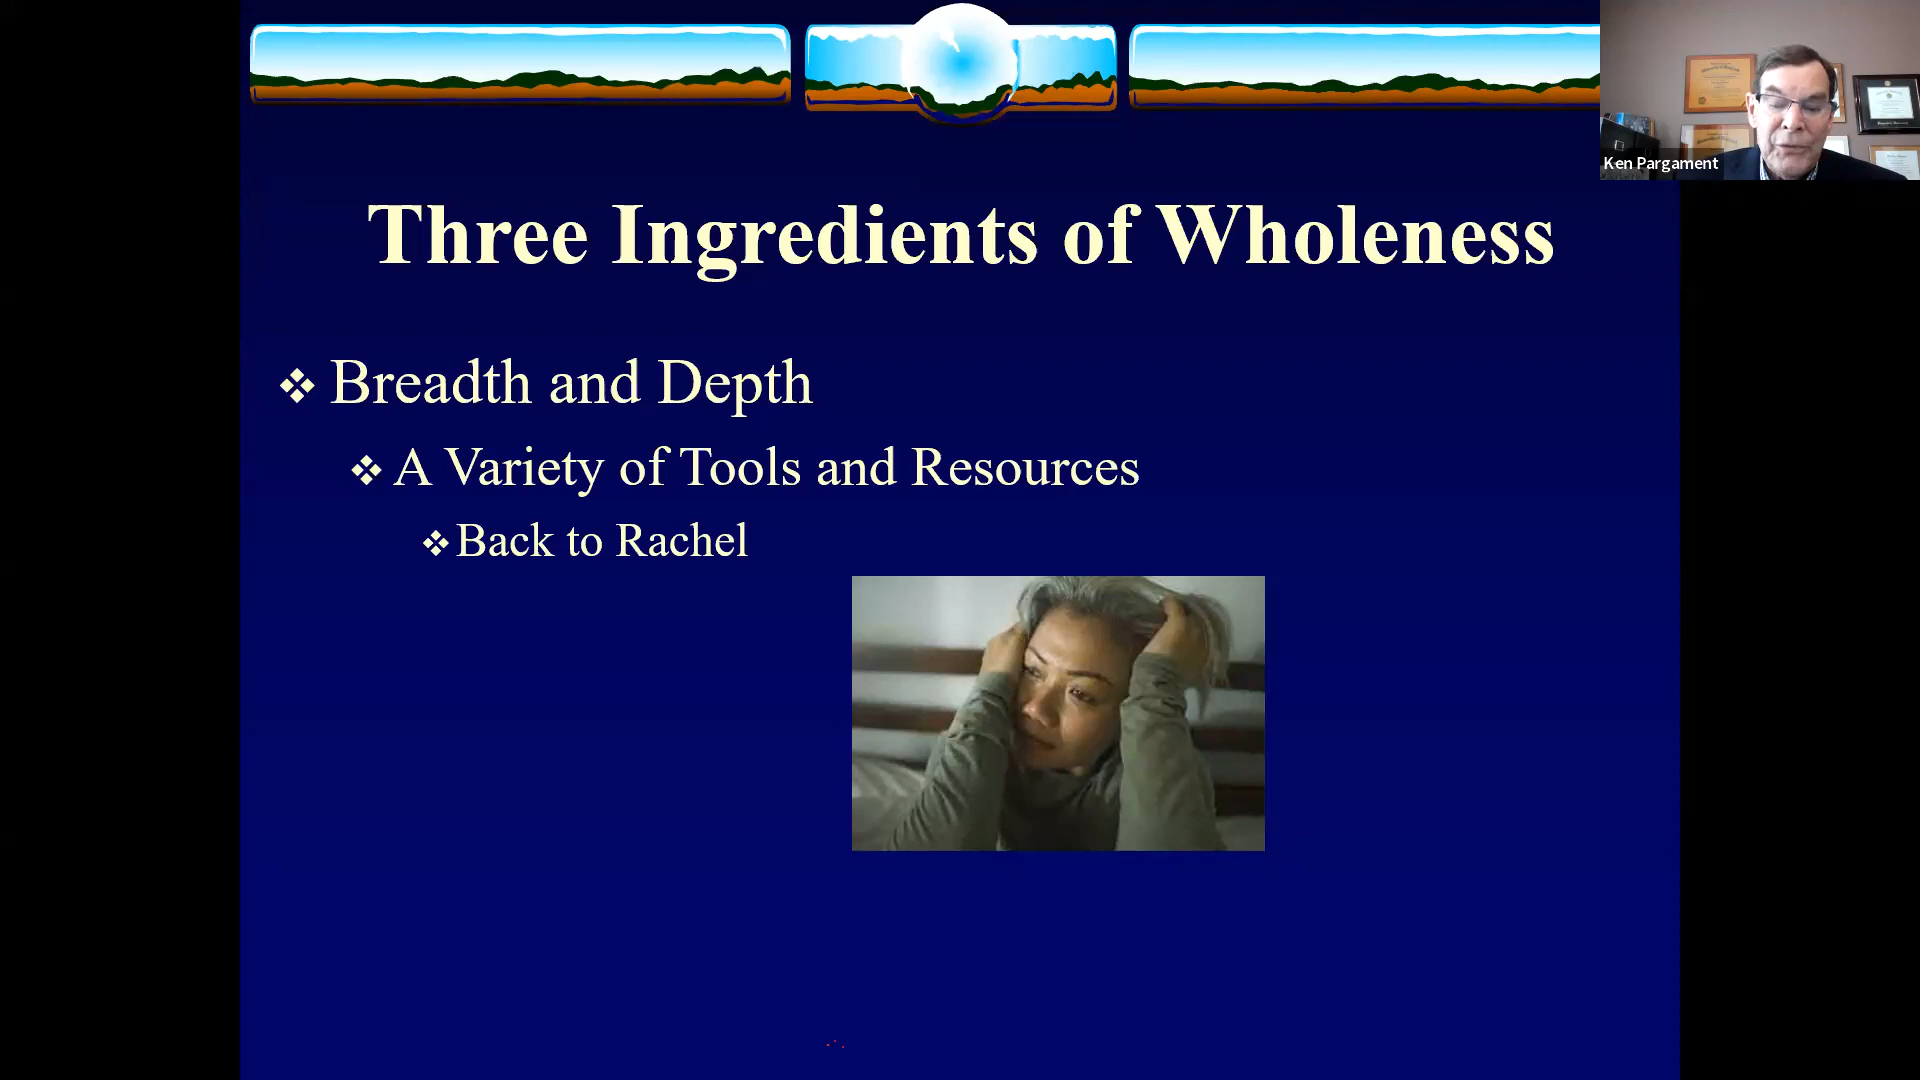 Ken Pargament
Three Ingredients of Wholeness
Breadth and Depth
A Variety of Tools and Resources
Back to Rachel